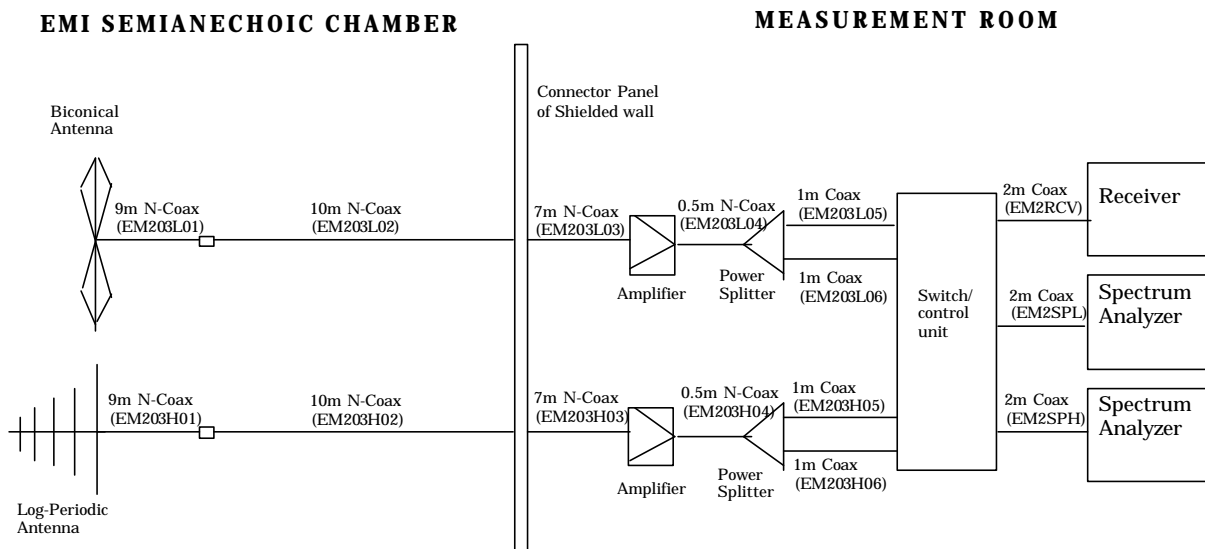 EMI SEMIANECHOIC CHAMBER
MEASUREMENT ROOM
Connector Panel
of Shielded wall
Biconical
Antenna
9m N-Coax
(EM203L01)
10m N-Coax
(EM203L02)
7m N-Coax
(EM203L03)
0.5m N-Coax
(EM203L04)
1m Coax
(EM203L05)
2m Coax
(EM2RCV)
Receiver
Amplifier
Power
Splitter
1m Coax
(EM203L06)
Switch/
control
unit
2m Coax
(EM2SPL)
Spectrum
Analyzer
9m N-Coax
(EM203H01)
10m N-Coax
(EM203H02)
7m N-Coax
(EM203H03)
0.5m N-Coax
(EM203H04)
1m Coax
(EM203H05)
2m Coax
(EM2SPH)
Spectrum
Analyzer
Amplifier
Power
Splitter
1m Coax
(EM203H06)
Log-Periodic
Antenna